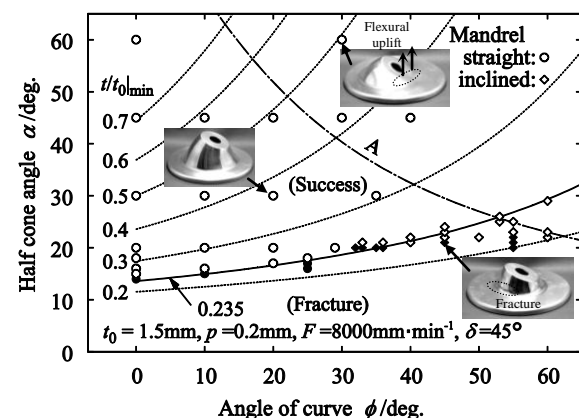 Half cone angle α/deg.
60
50
40
30
20
10
0
t/t₀|min
0.7
0.6
0.5
0.4
0.3
0.2
0.235
Flexural
uplift
Mandrel
straight:
inclined:
A
(Success)
(Fracture)
Fracture
t₀ = 1.5mm, p =0.2mm, F =8000mm·min⁻¹, δ=45°
0 10 20 30 40 50 60
Angle of curve ϕ/deg.